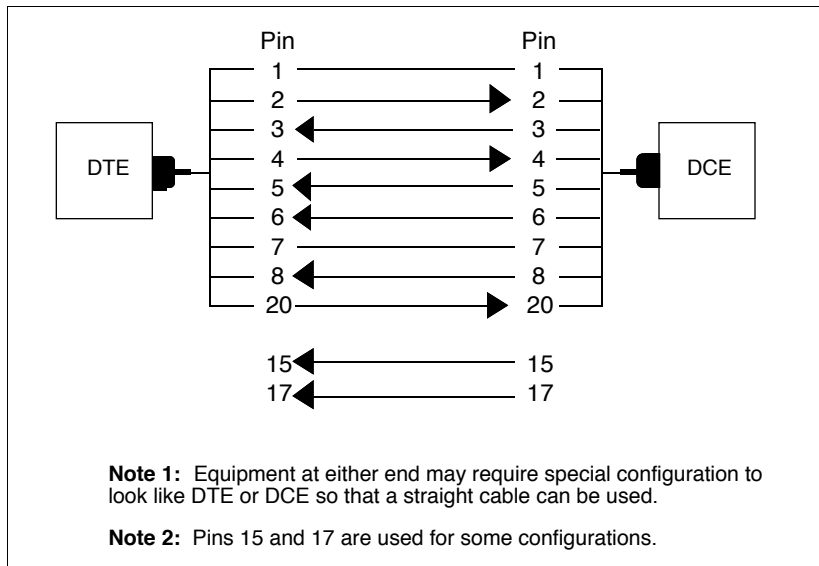 Pin Pin
1 1
2 2
3 3
4 4
DTE DCE
5 5
6 6
7 7
8 8
20 20
15 15
17 17
Note 1: Equipment at either end may require special configuration to
look like DTE or DCE so that a straight cable can be used.
Note 2: Pins 15 and 17 are used for some configurations.